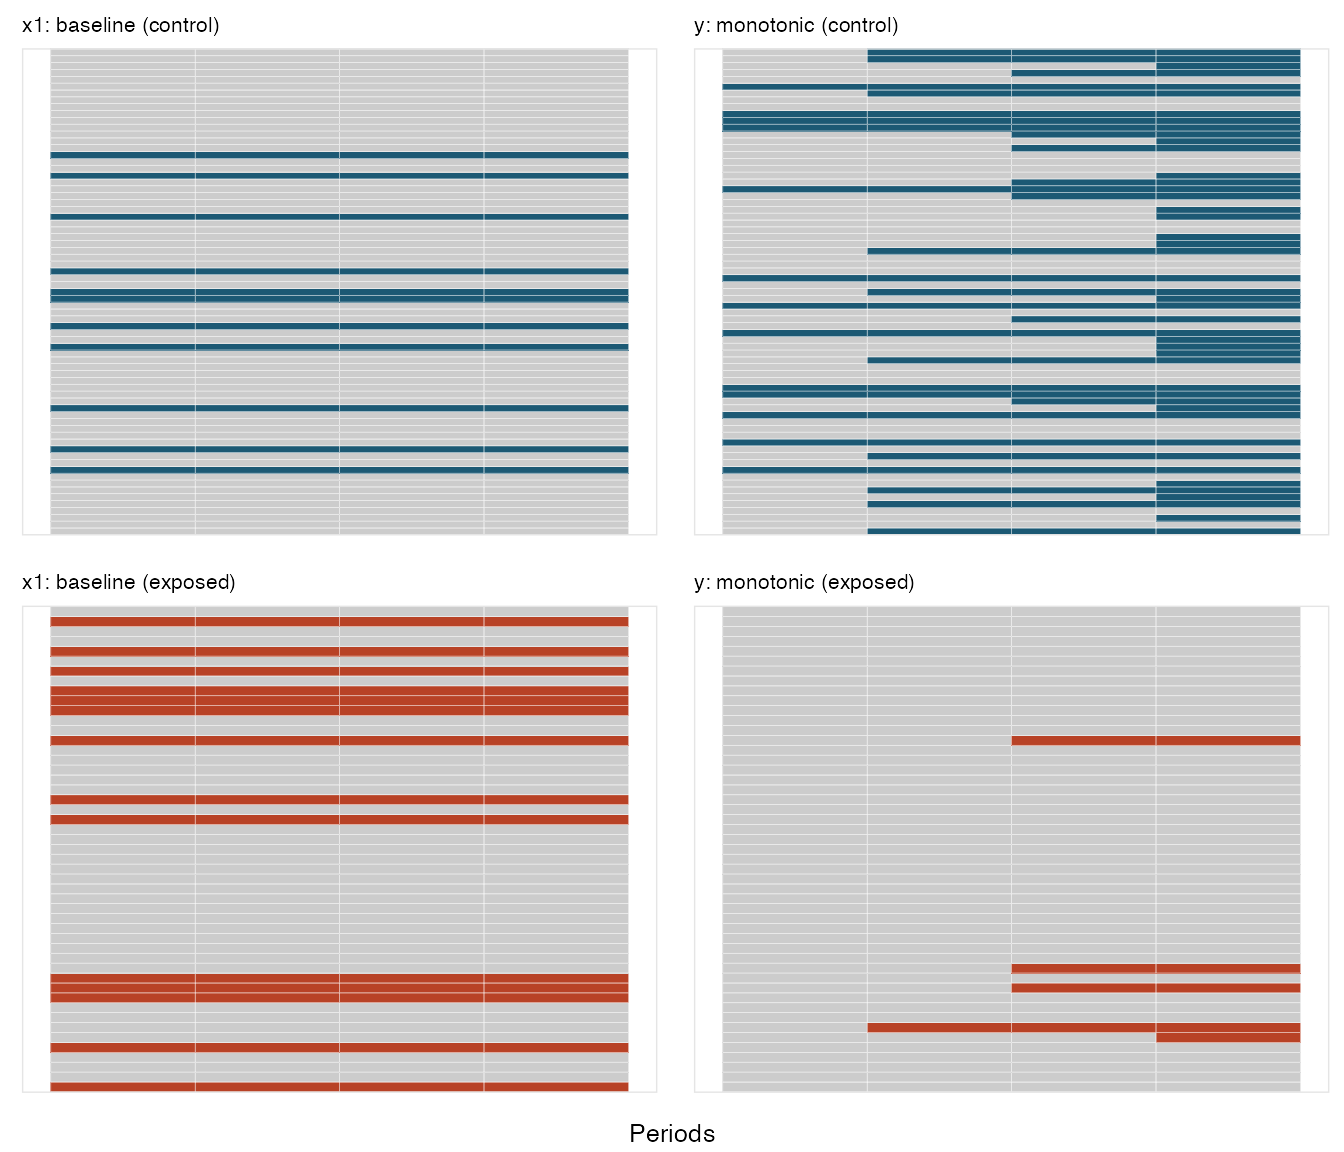 x1: baseline (control)
y: monotonic (control)
x1: baseline (exposed)
y: monotonic (exposed)
Periods